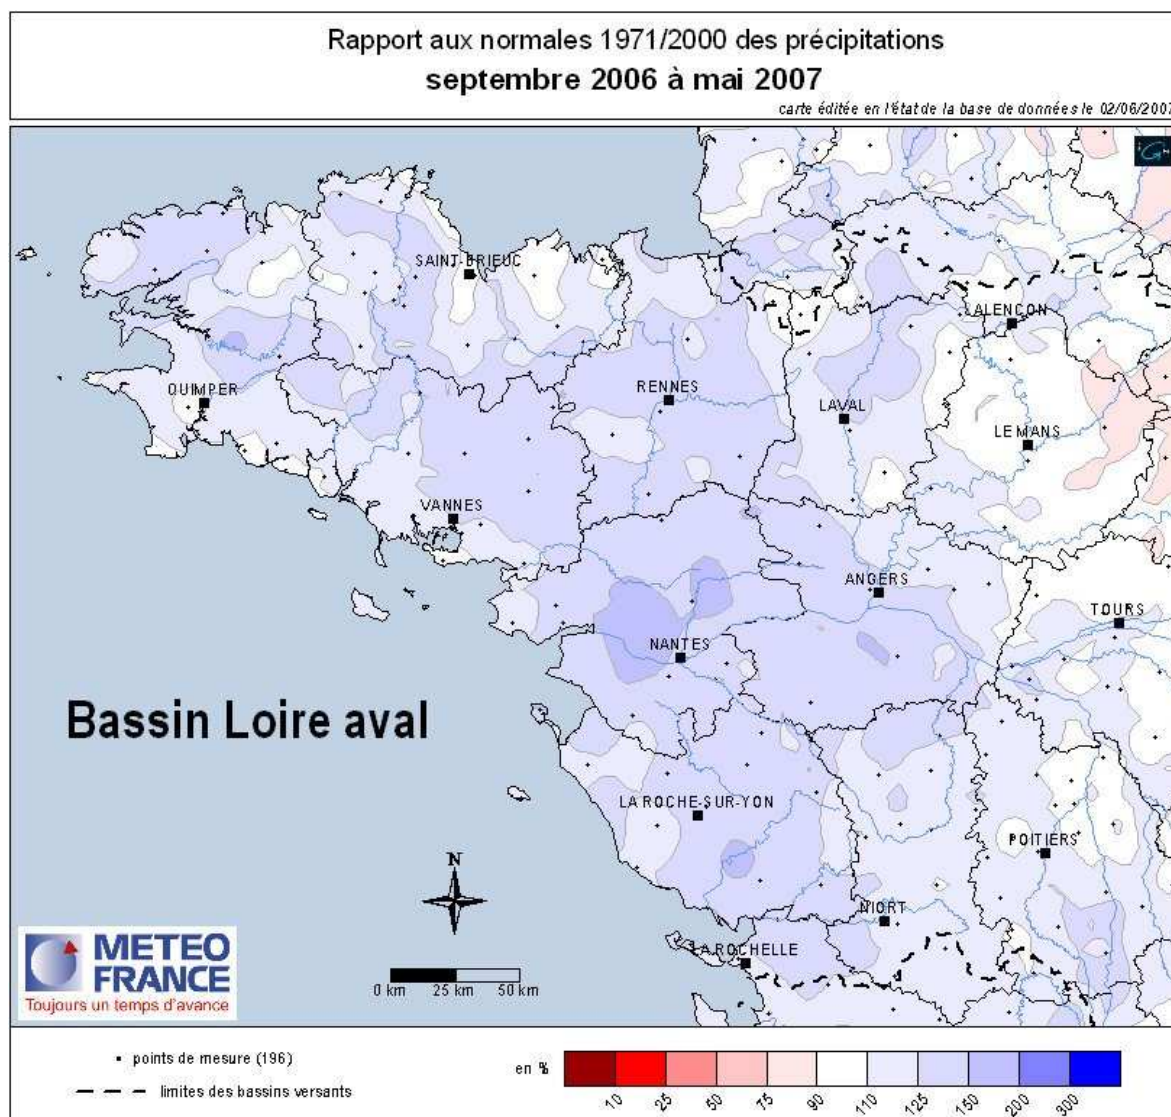 Rapport aux normales 1971/2000 des précipitations
septembre 2006 à mai 2007
carte éditée en l'état de la base de données le 02/06/2007
SAINT-BRIEUC
ALENCON
QUIMPER
RENNES
LAVAL
LE MANS
VANNES
ANGERS
TOURS
NANTES
Bassin Loire aval
LA ROCHE-SUR-YON
POITIERS
N
NIORT
LA ROCHELLE
METEO
FRANCE
Toujours un temps d'avance
0 km 25 km 50 km
points de mesure (196)
limites des bassins versants
en %
10 25 50 75 90 110 125 150 200 300